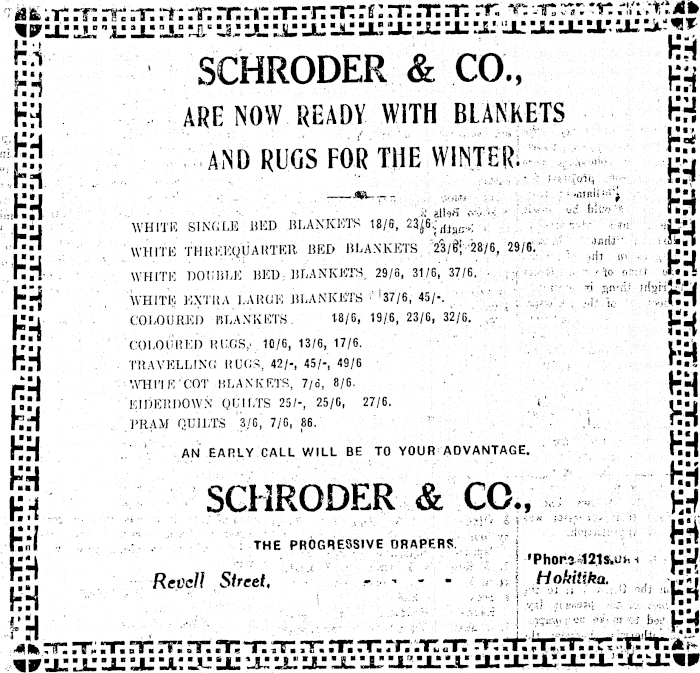 SCHRODER & CO.,
ARE NOW READY WITH BLANKETS
AND RUGS FOR THE WINTER.
WHITE SINGLE BED BLANKETS 18/6, 23/6.
WHITE THREEQUARTER BED BLANKETS 23/6, 28/6, 29/6.
WHITE DOUBLE BED BLANKETS, 29/6, 31/6, 37/6.
WHITE EXTRA LARGE BLANKETS 37/6, 45/-.
COLOURED BLANKETS 18/6, 19/6, 23/6, 32/6.
COLOURED RUGS, 10/6, 13/6, 17/6.
TRAVELLING RUGS, 42/-, 45/-, 49/6
WHITE COT BLANKETS, 7/6, 8/6.
EIDERDOWN QUILTS 25/-, 25/6, 27/6.
PRAM QUILTS 3/6, 7/6, 86.
AN EARLY CALL WILL BE TO YOUR ADVANTAGE.
SCHRODER & CO.,
THE PROGRESSIVE DRAPERS.
'Phone 121s.
Revell Street, - - - - Hokitika.